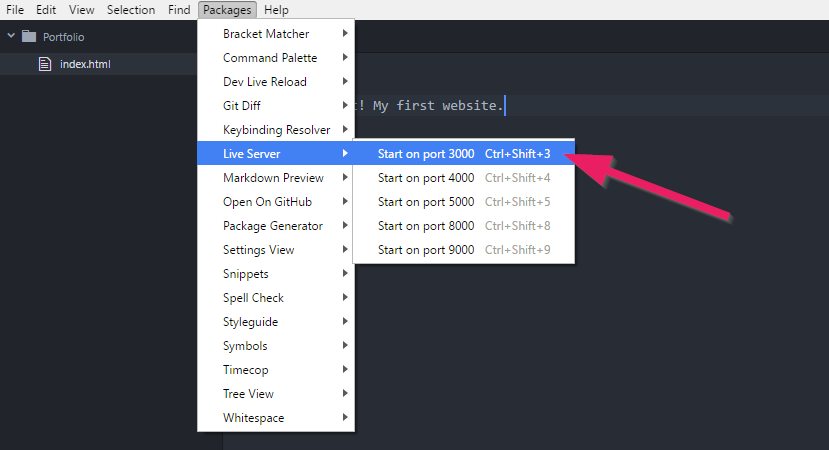 File Edit View Selection Find Packages Help
Portfolio
index.html
! My first website.
Bracket Matcher
Command Palette
Dev Live Reload
Git Diff
Keybinding Resolver
Live Server
Start on port 3000 Ctrl+Shift+3
Start on port 4000 Ctrl+Shift+4
Start on port 5000 Ctrl+Shift+5
Start on port 8000 Ctrl+Shift+8
Start on port 9000 Ctrl+Shift+9
Markdown Preview
Open On GitHub
Package Generator
Settings View
Snippets
Spell Check
Styleguide
Symbols
Timecop
Tree View
Whitespace